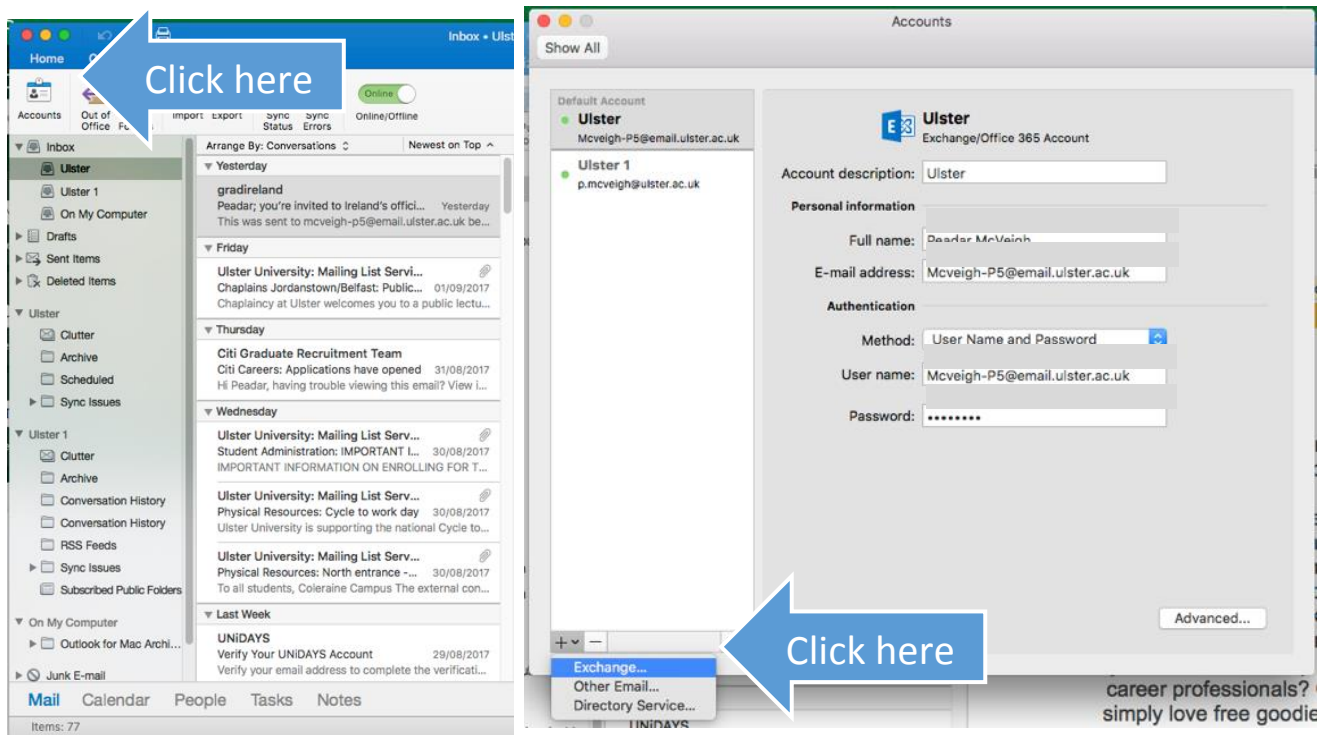 Inbox • Ulst
Home
Click here
Accounts
Out of
Office
Import
Export
Sync
Status
Sync
Errors
Online
Online/Offline
Inbox
Ulster
Ulster 1
On My Computer
Drafts
Sent Items
Deleted Items
Ulster
Clutter
Archive
Scheduled
Sync Issues
Ulster 1
Clutter
Archive
Conversation History
Conversation History
RSS Feeds
Sync Issues
Subscribed Public Folders
On My Computer
Outlook for Mac Archi...
Junk E-mail
Arrange By: Conversations Newest on Top
Yesterday
gradireland
Peadar; you're invited to Ireland's offici... Yesterday
This was sent to mcveigh-p5@email.ulster.ac.uk be...
Friday
Ulster University: Mailing List Servi...
Chaplains Jordanstown/Belfast: Public... 01/09/2017
Chaplaincy at Ulster welcomes you to a public lectu...
Thursday
Citi Graduate Recruitment Team
Citi Careers: Applications have opened 31/08/2017
Hi Peadar, having trouble viewing this email? View i...
Wednesday
Ulster University: Mailing List Serv...
Student Administration: IMPORTANT I... 30/08/2017
IMPORTANT INFORMATION ON ENROLLING FOR T...
Ulster University: Mailing List Serv...
Physical Resources: Cycle to work day 30/08/2017
Ulster University is supporting the national Cycle to...
Ulster University: Mailing List Serv...
Physical Resources: North entrance -... 30/08/2017
To all students, Coleraine Campus The external con...
Last Week
UNiDAYS
Verify Your UNiDAYS Account 29/08/2017
Verify your email address to complete the verificati...
Mail Calendar People Tasks Notes
Items: 77
Accounts
Show All
Default Account
Ulster
Mcveigh-P5@email.ulster.ac.uk
Ulster 1
p.mcveigh@ulster.ac.uk
Ulster
Exchange/Office 365 Account
Account description: Ulster
Personal information
Full name: Peadar McVeigh
E-mail address: Mcveigh-P5@email.ulster.ac.uk
Authentication
Method: User Name and Password
User name: Mcveigh-P5@email.ulster.ac.uk
Password: ••••••••
Advanced...
+ −
Exchange...
Other Email...
Directory Service...
Click here
UNiDAYS
career professionals?
simply love free goodie